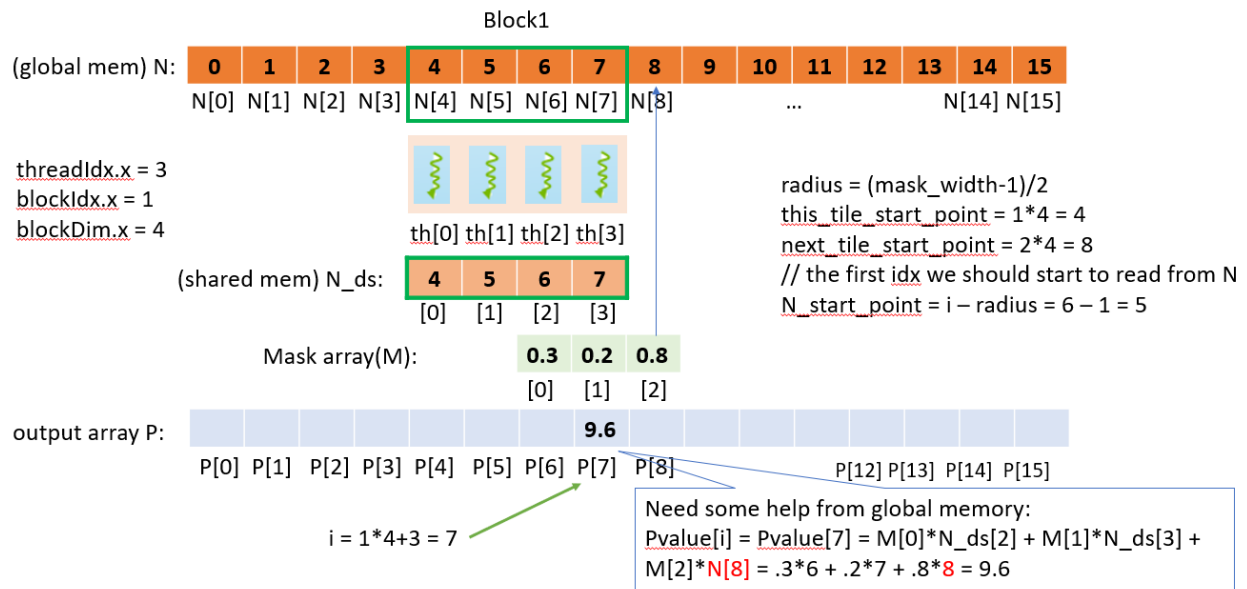 Block1
(global mem) N: 0 1 2 3 4 5 6 7 8 9 10 11 12 13 14 15
N[0] N[1] N[2] N[3] N[4] N[5] N[6] N[7] N[8] ... N[14] N[15]
threadIdx.x = 3
blockIdx.x = 1
blockDim.x = 4
th[0] th[1] th[2] th[3]
radius = (mask_width-1)/2
this_tile_start_point = 1*4 = 4
next_tile_start_point = 2*4 = 8
// the first idx we should start to read from N
N_start_point = i – radius = 6 – 1 = 5
(shared mem) N_ds: 4 5 6 7
[0] [1] [2] [3]
Mask array(M): 0.3 0.2 0.8
[0] [1] [2]
output array P: 9.6
P[0] P[1] P[2] P[3] P[4] P[5] P[6] P[7] P[8] P[12] P[13] P[14] P[15]
i = 1*4+3 = 7
Need some help from global memory:
Pvalue[i] = Pvalue[7] = M[0]*N_ds[2] + M[1]*N_ds[3] +
M[2]*N[8] = .3*6 + .2*7 + .8*8 = 9.6